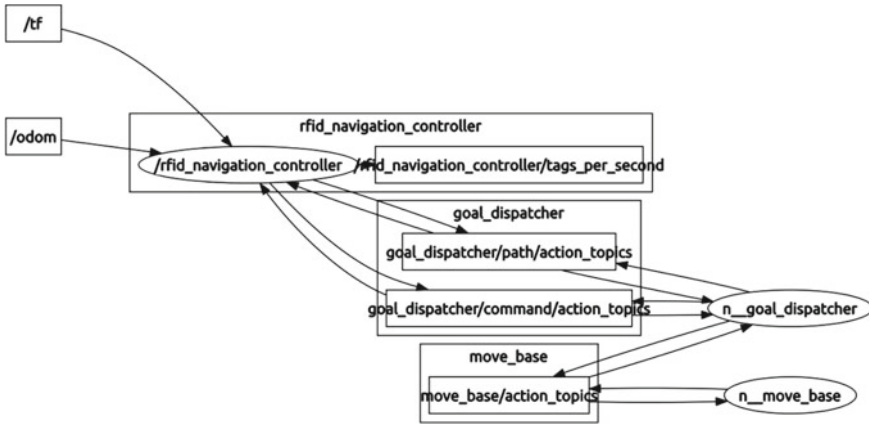 /tf
/odom
rfid_navigation_controller
/rfid_navigation_controller
/rfid_navigation_controller/tags_per_second
goal_dispatcher
goal_dispatcher/path/action_topics
goal_dispatcher/command/action_topics
n__goal_dispatcher
move_base
move_base/action_topics
n__move_base